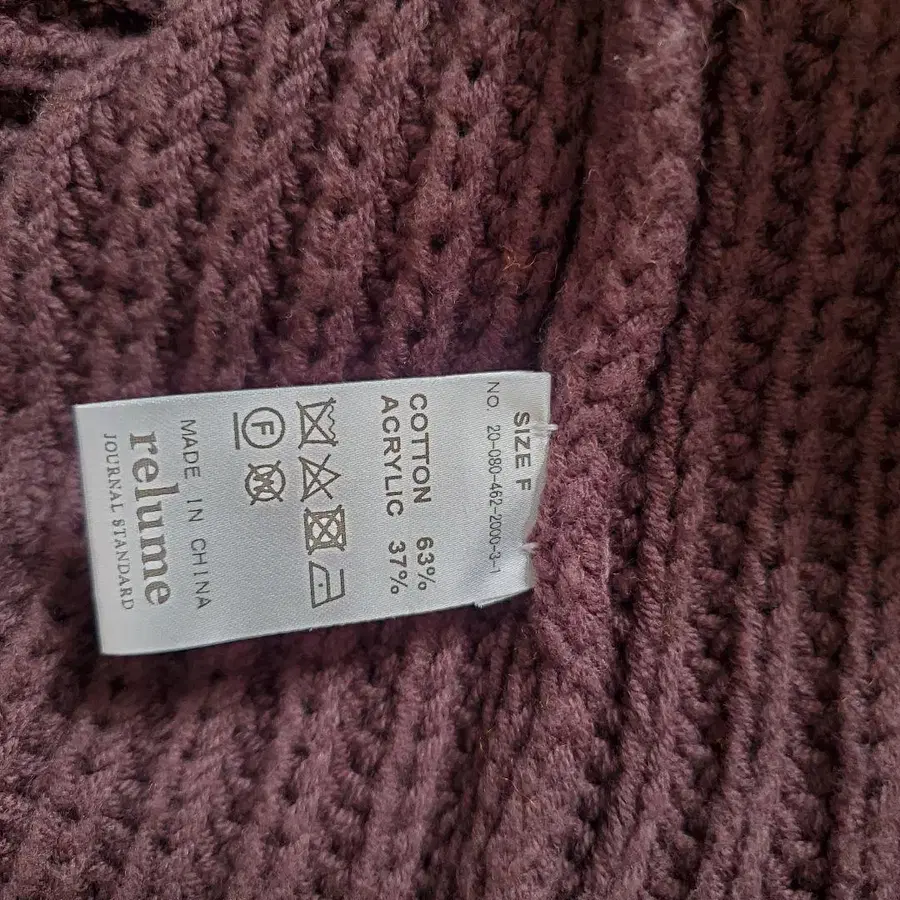 SIZE F
NO. 20-080-462-2000-3-1
COTTON 63%
ACRYLIC 37%
F
W
MADE IN CHINA
relume
JOURNAL STANDARD